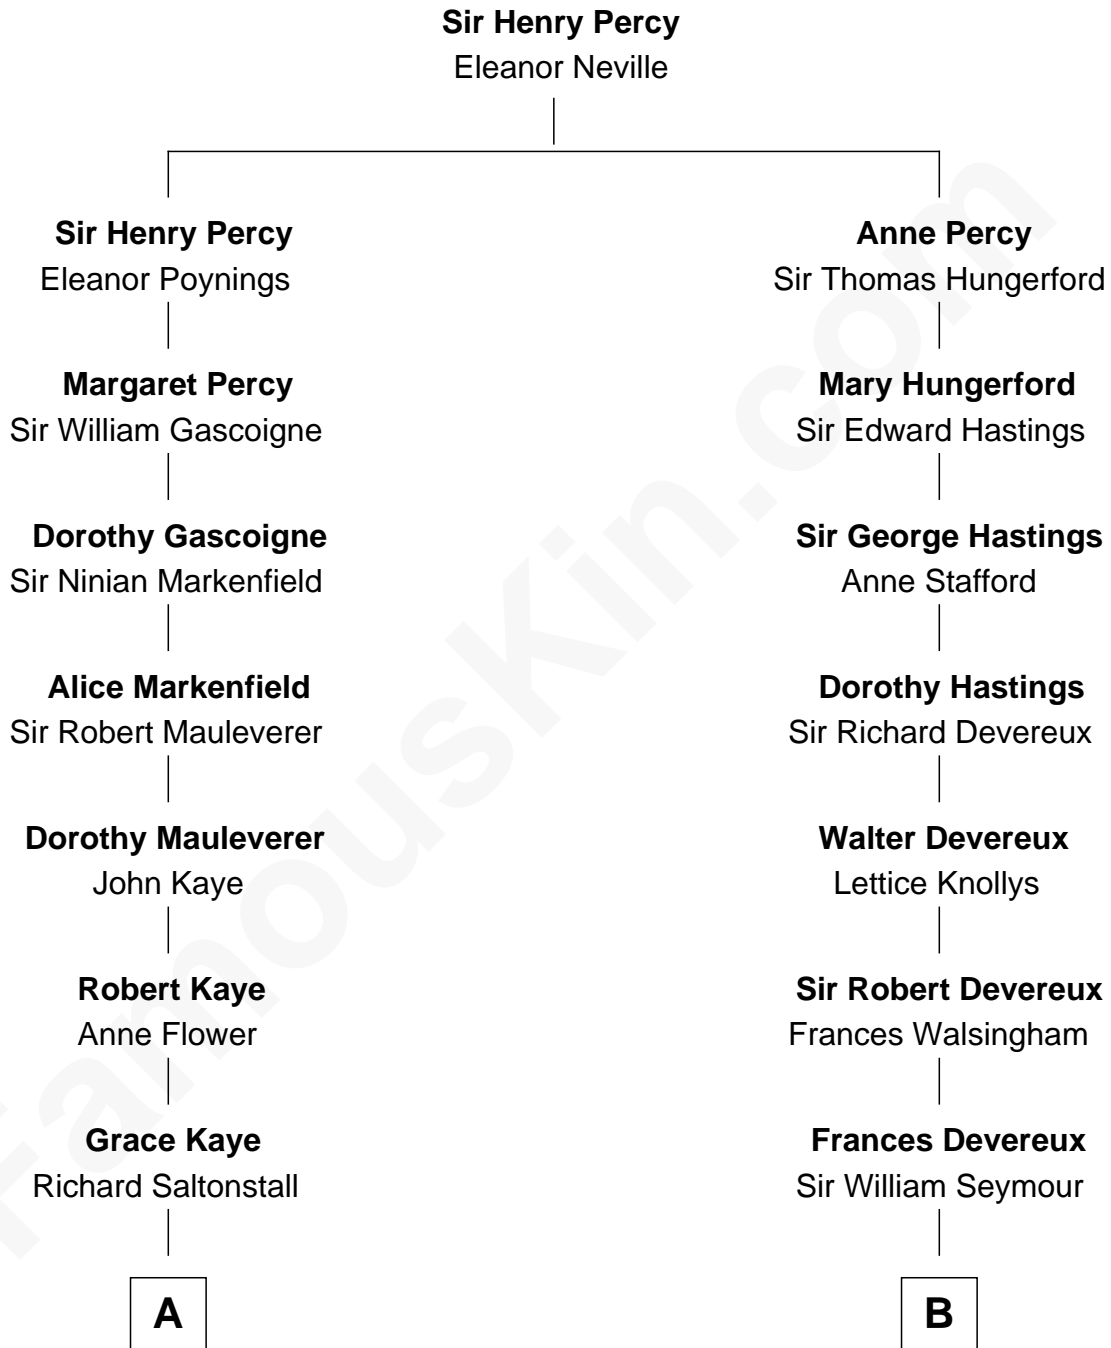 Sir Henry Percy
Eleanor Neville
Sir Henry Percy
Eleanor Poynings
Anne Percy
Sir Thomas Hungerford
Margaret Percy
Sir William Gascoigne
Mary Hungerford
Sir Edward Hastings
Dorothy Gascoigne
Sir Ninian Markenfield
Sir George Hastings
Anne Stafford
Alice Markenfield
Sir Robert Mauleverer
Dorothy Hastings
Sir Richard Devereux
Dorothy Mauleverer
John Kaye
Walter Devereux
Lettice Knollys
Robert Kaye
Anne Flower
Sir Robert Devereux
Frances Walsingham
Grace Kaye
Richard Saltonstall
Frances Devereux
Sir William Seymour
A
B
FamousKin.com